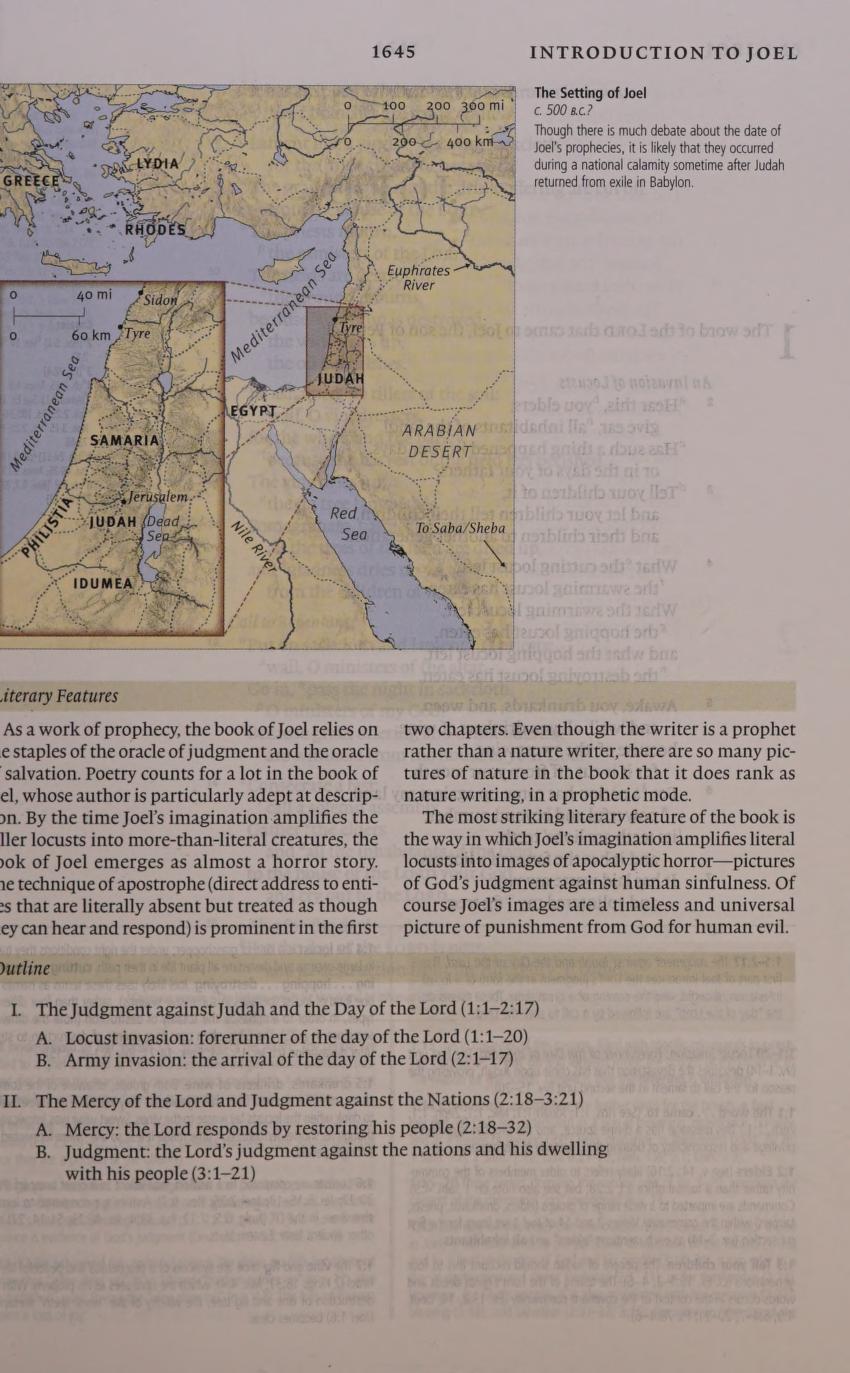 1645 INTRODUCTION TO JOEL
The Setting of Joel
c. 500 B.C.?
Though there is much debate about the date of
Joel's prophecies, it is likely that they occurred
during a national calamity sometime after Judah
returned from exile in Babylon.
0 100 200 300 mi
0 200 400 km
LYDIA
GREECE
RHODES
Mediterranean Sea
Euphrates
River
Tyre
JUDAH
EGYPT
ARABIAN
DESERT
Red
Sea
To Saba/Sheba
Nile River
0 40 mi
0 60 km
Sidon
Tyre
Mediterranean Sea
SAMARIA
Jerusalem
PHILISTIA
JUDAH
Dead
Sea
IDUMEA
Literary Features
As a work of prophecy, the book of Joel relies on
e staples of the oracle of judgment and the oracle
salvation. Poetry counts for a lot in the book of
el, whose author is particularly adept at descrip-
on. By the time Joel's imagination amplifies the
ller locusts into more-than-literal creatures, the
ook of Joel emerges as almost a horror story.
he technique of apostrophe (direct address to enti-
es that are literally absent but treated as though
ey can hear and respond) is prominent in the first
two chapters. Even though the writer is a prophet
rather than a nature writer, there are so many pic-
tures of nature in the book that it does rank as
nature writing, in a prophetic mode.
The most striking literary feature of the book is
the way in which Joel's imagination amplifies literal
locusts into images of apocalyptic horror—pictures
of God's judgment against human sinfulness. Of
course Joel's images are a timeless and universal
picture of punishment from God for human evil.
Outline
I. The Judgment against Judah and the Day of the Lord (1:1–2:17)
A. Locust invasion: forerunner of the day of the Lord (1:1–20)
B. Army invasion: the arrival of the day of the Lord (2:1–17)
II. The Mercy of the Lord and Judgment against the Nations (2:18–3:21)
A. Mercy: the Lord responds by restoring his people (2:18–32)
B. Judgment: the Lord's judgment against the nations and his dwelling
with his people (3:1–21)